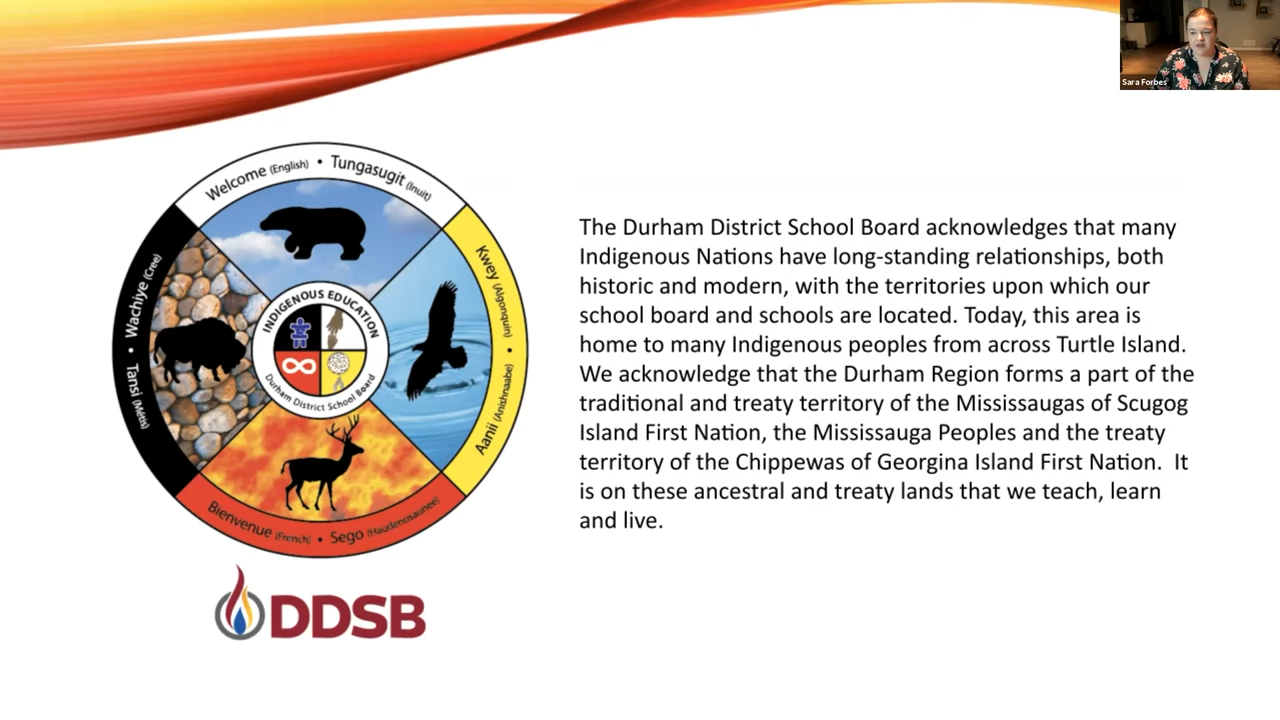 Sara Forbes
Welcome (English) • Tungasugit (Inuit)
Kwey (Algonquin) • Aanii (Anishnaabe)
Bienvenue (French) • Sego (Haudenosaunee)
Tansi (Métis) • Wachiye (Cree)
INDIGENOUS EDUCATION
Durham District School Board
DDSB
The Durham District School Board acknowledges that many
Indigenous Nations have long-standing relationships, both
historic and modern, with the territories upon which our
school board and schools are located. Today, this area is
home to many Indigenous peoples from across Turtle Island.
We acknowledge that the Durham Region forms a part of the
traditional and treaty territory of the Mississaugas of Scugog
Island First Nation, the Mississauga Peoples and the treaty
territory of the Chippewas of Georgina Island First Nation.  It
is on these ancestral and treaty lands that we teach, learn
and live.